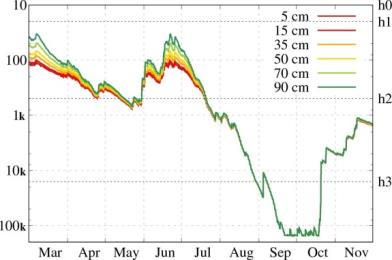 10
100
1k
10k
100k
h0
h1
h2
h3
5 cm
15 cm
35 cm
50 cm
70 cm
90 cm
Mar Apr May Jun Jul Aug Sep Oct Nov